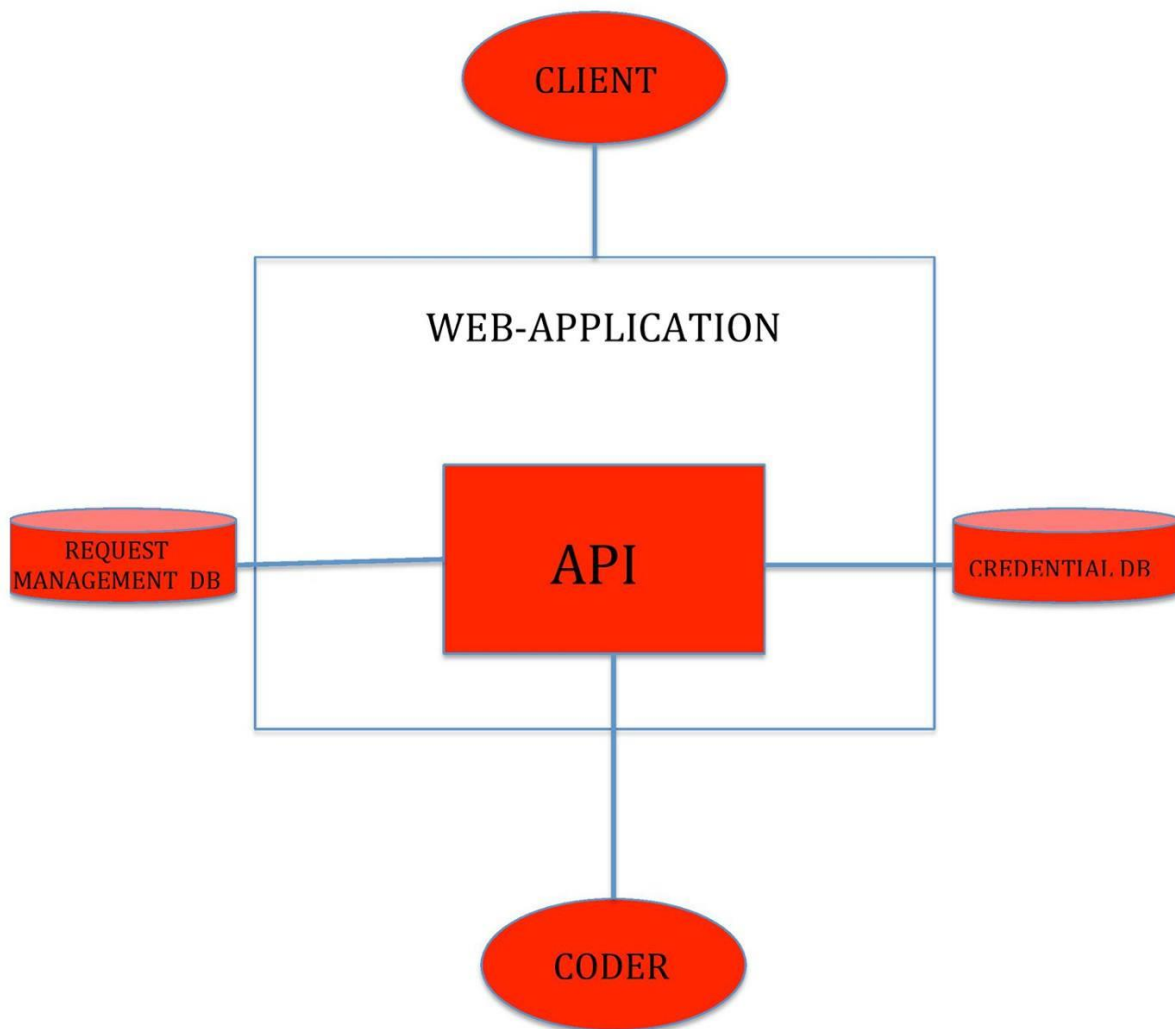 CLIENT
WEB-APPLICATION
REQUEST
MANAGEMENT DB
API
CREDENTIAL DB
CODER